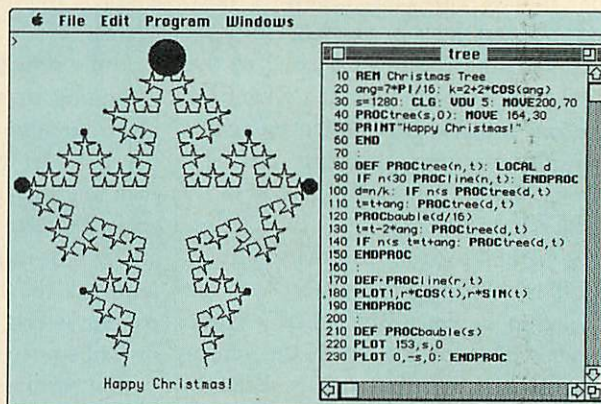 File Edit Program Windows
>
Happy Christmas!
tree
10 REM Christmas Tree
20 ang=7*PI/16: k=2+2*COS(ang)
30 s=1280: CLG: VDU 5: MOVE200,70
40 PROCtree(s,0): MOVE 164,30
50 PRINT"Happy Christmas!"
60 END
70 :
80 DEF PROCtree(n,t): LOCAL d
90 IF n<30 PROCline(n,t): ENDPROC
100 d=n/k: IF n<s PROCtree(d,t)
110 t=t+ang: PROCtree(d,t)
120 PROCbauble(d/16)
130 t=t-2*ang: PROCtree(d,t)
140 IF n<s t=t+ang: PROCtree(d,t)
150 ENDPROC
160 :
170 DEF PROCline(r,t)
180 PLOT1,r*COS(t),r*SIN(t)
190 ENDPROC
200 :
210 DEF PROCbauble(s)
220 PLOT 153,s,0
230 PLOT 0,-s,0: ENDPROC